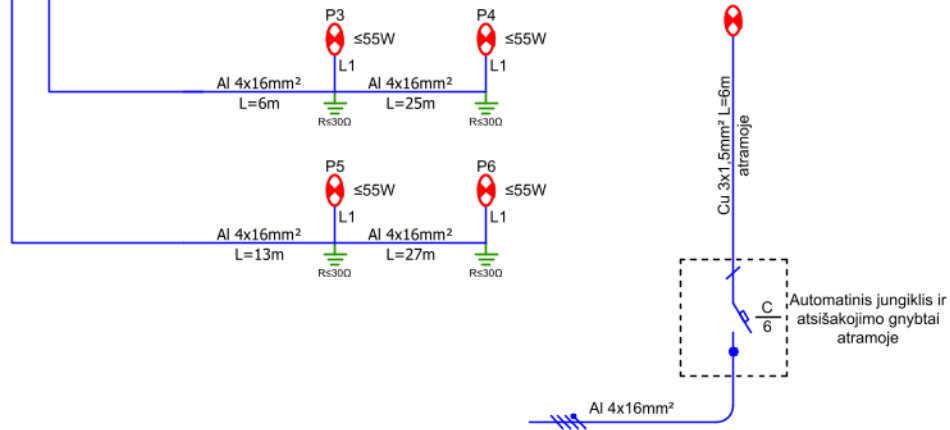 P3
≤55W
L1
P4
≤55W
L1
Al 4x16mm²
L=6m
Al 4x16mm²
L=25m
R≤30Ω
R≤30Ω
P5
≤55W
L1
P6
≤55W
L1
Al 4x16mm²
L=13m
Al 4x16mm²
L=27m
R≤30Ω
R≤30Ω
Cu 3x1,5mm² L=6m
atramoje
C
6
Automatinis jungiklis ir
atsišakojimo gnybtai
atramoje
Al 4x16mm²